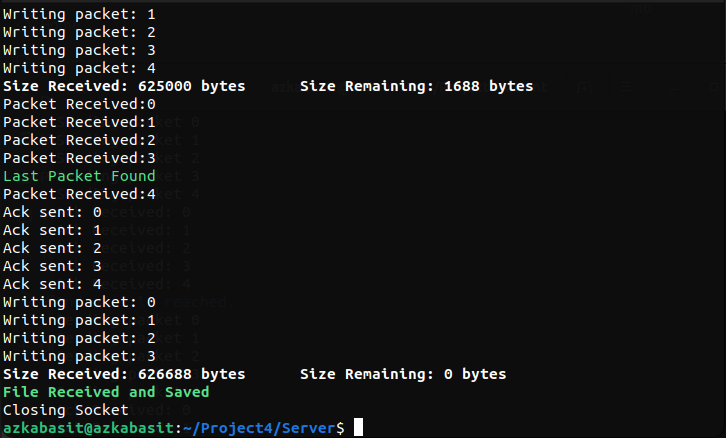 Writing packet: 1
Writing packet: 2
Writing packet: 3
Writing packet: 4
Size Received: 625000 bytes      Size Remaining: 1688 bytes
Packet Received:0
Packet Received:1
Packet Received:2
Packet Received:3
Last Packet Found
Packet Received:4
Ack sent: 0
Ack sent: 1
Ack sent: 2
Ack sent: 3
Ack sent: 4
Writing packet: 0
Writing packet: 1
Writing packet: 2
Writing packet: 3
Size Received: 626688 bytes      Size Remaining: 0 bytes
File Received and Saved
Closing Socket
azkabasit@azkabasit:~/Project4/Server$